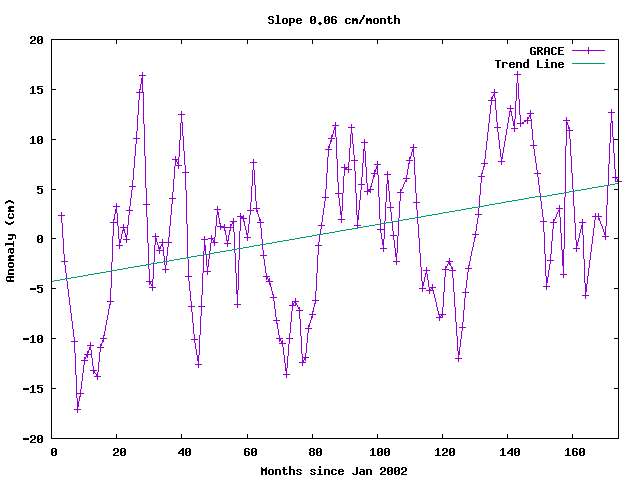 Slope 0.06 cm/month
GRACE
Trend Line
20
15
10
5
0
-5
-10
-15
-20
Anomaly (cm)
0 20 40 60 80 100 120 140 160
Months since Jan 2002